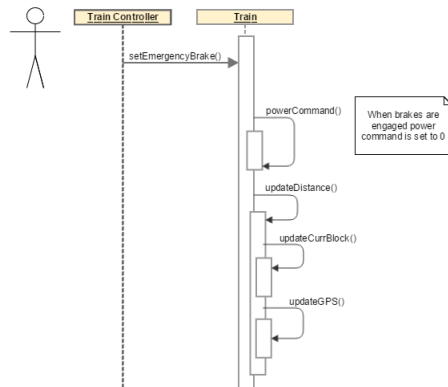 Train Controller
Train
setEmergencyBrake()
powerCommand()
When brakes are
engaged power
command is set to 0
updateDistance()
updateCurrBlock()
updateGPS()